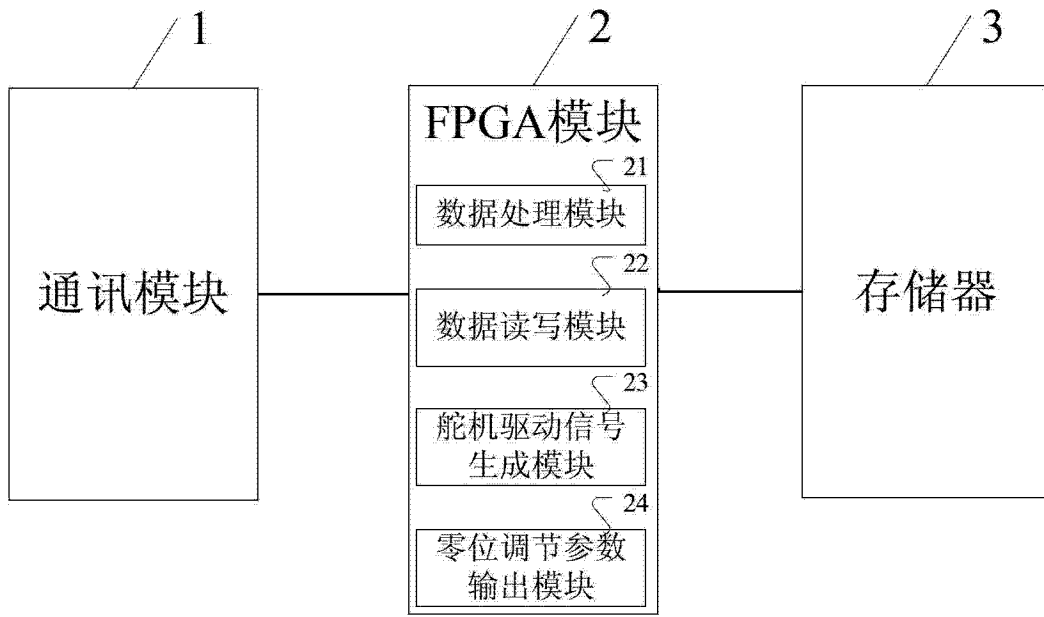 1
2
3
FPGA模块
21
数据处理模块
22
通讯模块
数据读写模块
存储器
23
舵机驱动信号
生成模块
24
零位调节参数
输出模块